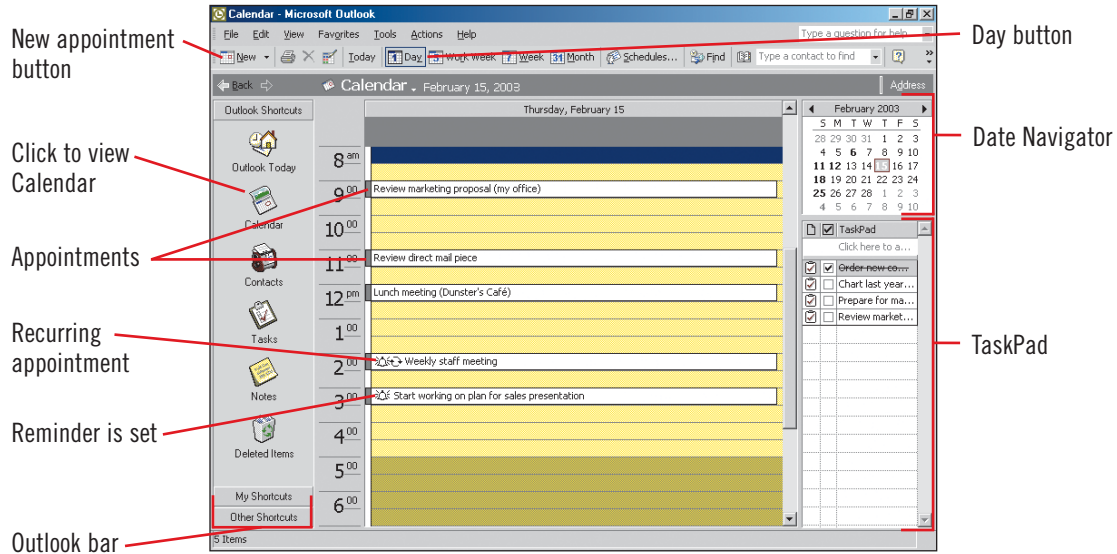 New appointment
button
Click to view
Calendar
Appointments
Recurring
appointment
Reminder is set
Outlook bar
Calendar - Microsoft Outlook
File Edit View Favorites Tools Actions Help
Type a question for help
New Today 1 Day 5 Work Week 7 Week 31 Month Schedules... Find Type a contact to find
Back Calendar February 15, 2003 Address
Outlook Shortcuts
Outlook Today
Calendar
Contacts
Tasks
Notes
Deleted Items
My Shortcuts
Other Shortcuts
5 Items
Thursday, February 15
8 am
9 00 Review marketing proposal (my office)
10 00
11 00 Review direct mail piece
12 pm Lunch meeting (Dunster's Café)
1 00
2 00 Weekly staff meeting
3 00 Start working on plan for sales presentation
4 00
5 00
6 00
February 2003
S M T W T F S
28 29 30 31 1 2 3
4 5 6 7 8 9 10
11 12 13 14 15 16 17
18 19 20 21 22 23 24
25 26 27 28 1 2 3
4 5 6 7 8 9 10
TaskPad
Click here to a...
Order new co...
Chart last year...
Prepare for ma...
Review market...
Day button
Date Navigator
TaskPad